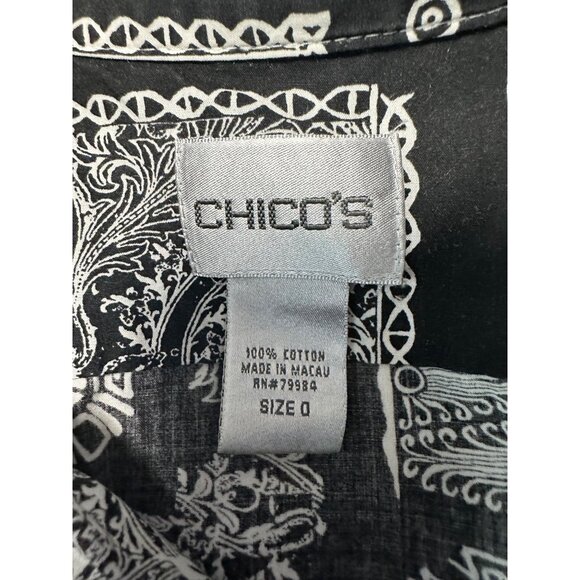 CHICO'S
100% COTTON
MADE IN MACAU
RN#79984
SIZE 0